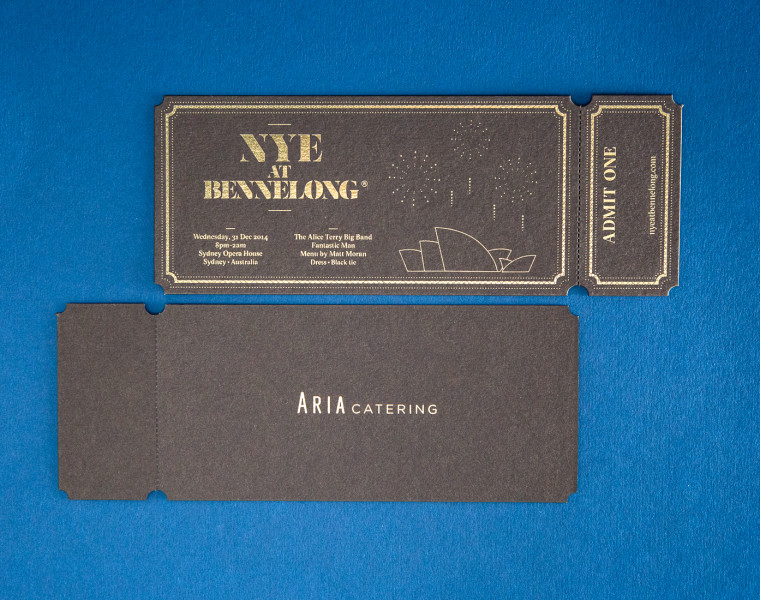 NYE
AT
BENNELONG®
Wednesday, 31 Dec 2014
8pm-2am
Sydney Opera House
Sydney • Australia
The Alice Terry Big Band
Fantastic Man
Menu by Matt Moran
Dress • Black tie
ADMIT ONE
nyeatbennelong.com
ARIA CATERING